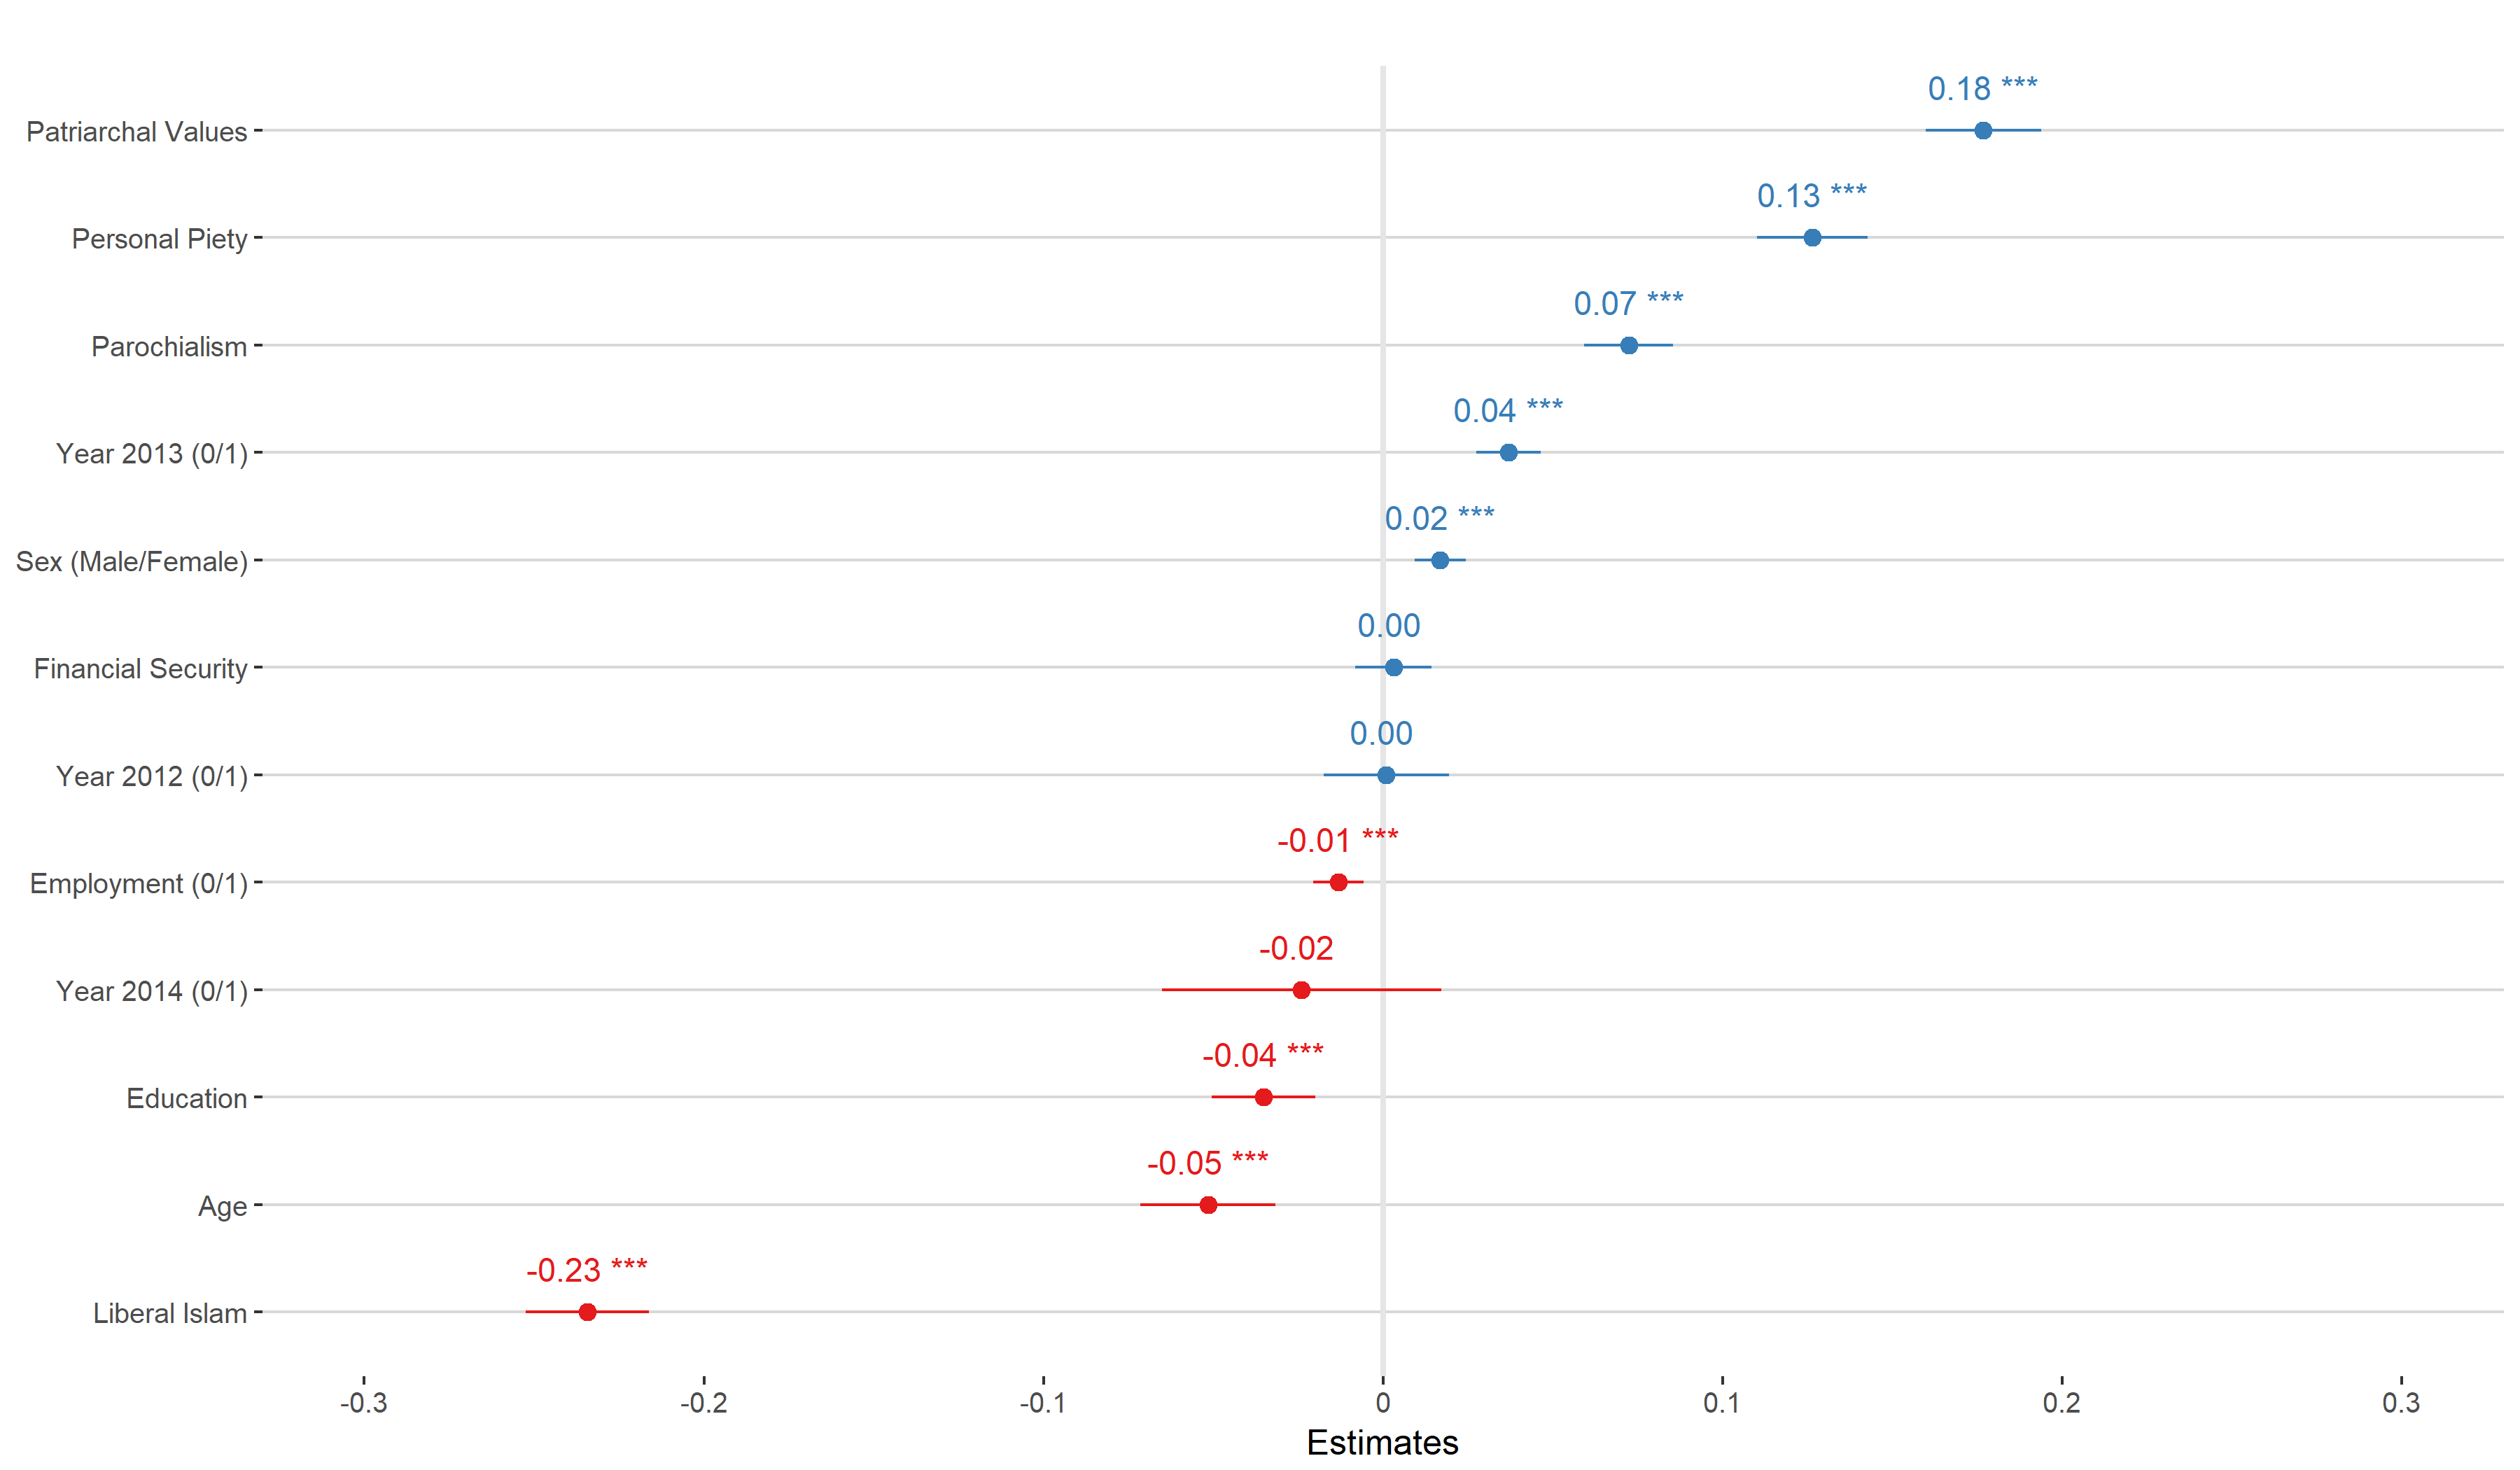 0.18 ***
Patriarchal Values
0.13 ***
Personal Piety
0.07 ***
Parochialism
0.04 ***
Year 2013 (0/1)
0.02 ***
Sex (Male/Female)
0.00
Financial Security
0.00
Year 2012 (0/1)
-0.01 ***
Employment (0/1)
-0.02
Year 2014 (0/1)
-0.04 ***
Education
-0.05 ***
Age
-0.23 ***
Liberal Islam
-0.3 -0.2 -0.1 0 0.1 0.2 0.3
Estimates